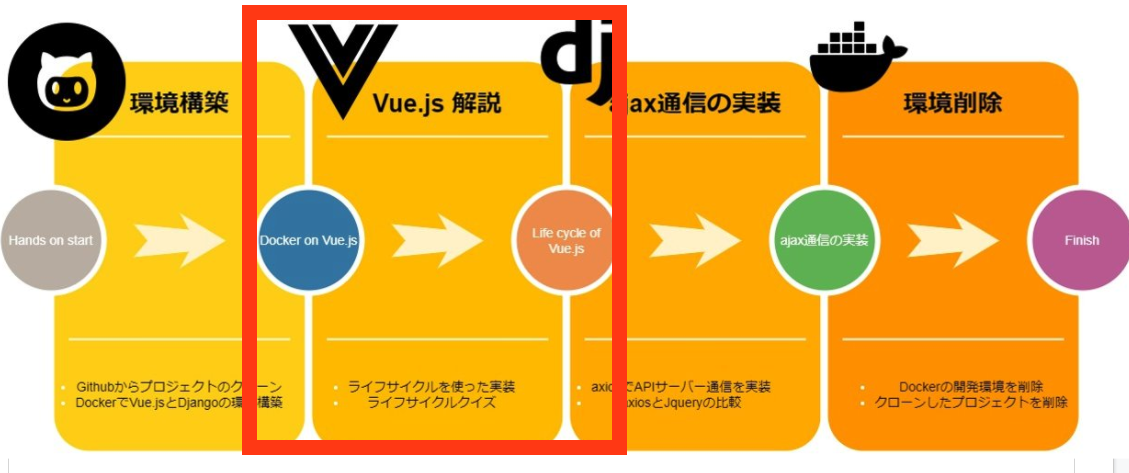 dj
環境構築
Vue.js 解説
ajax通信の実装
環境削除
Hands on start
Docker on Vue.js
Life cycle of
Vue.js
ajax通信の実装
Finish
Githubからプロジェクトのク ーン
DockerでVue.jsとDjangoの環 構築
ライフサイクルを使った実装
ライフサイクルクイズ
axio でAPIサーバー通信を実装
xiosとJqueryの比較
Dockerの開発環境を削除
クローンしたプロジェクトを削除